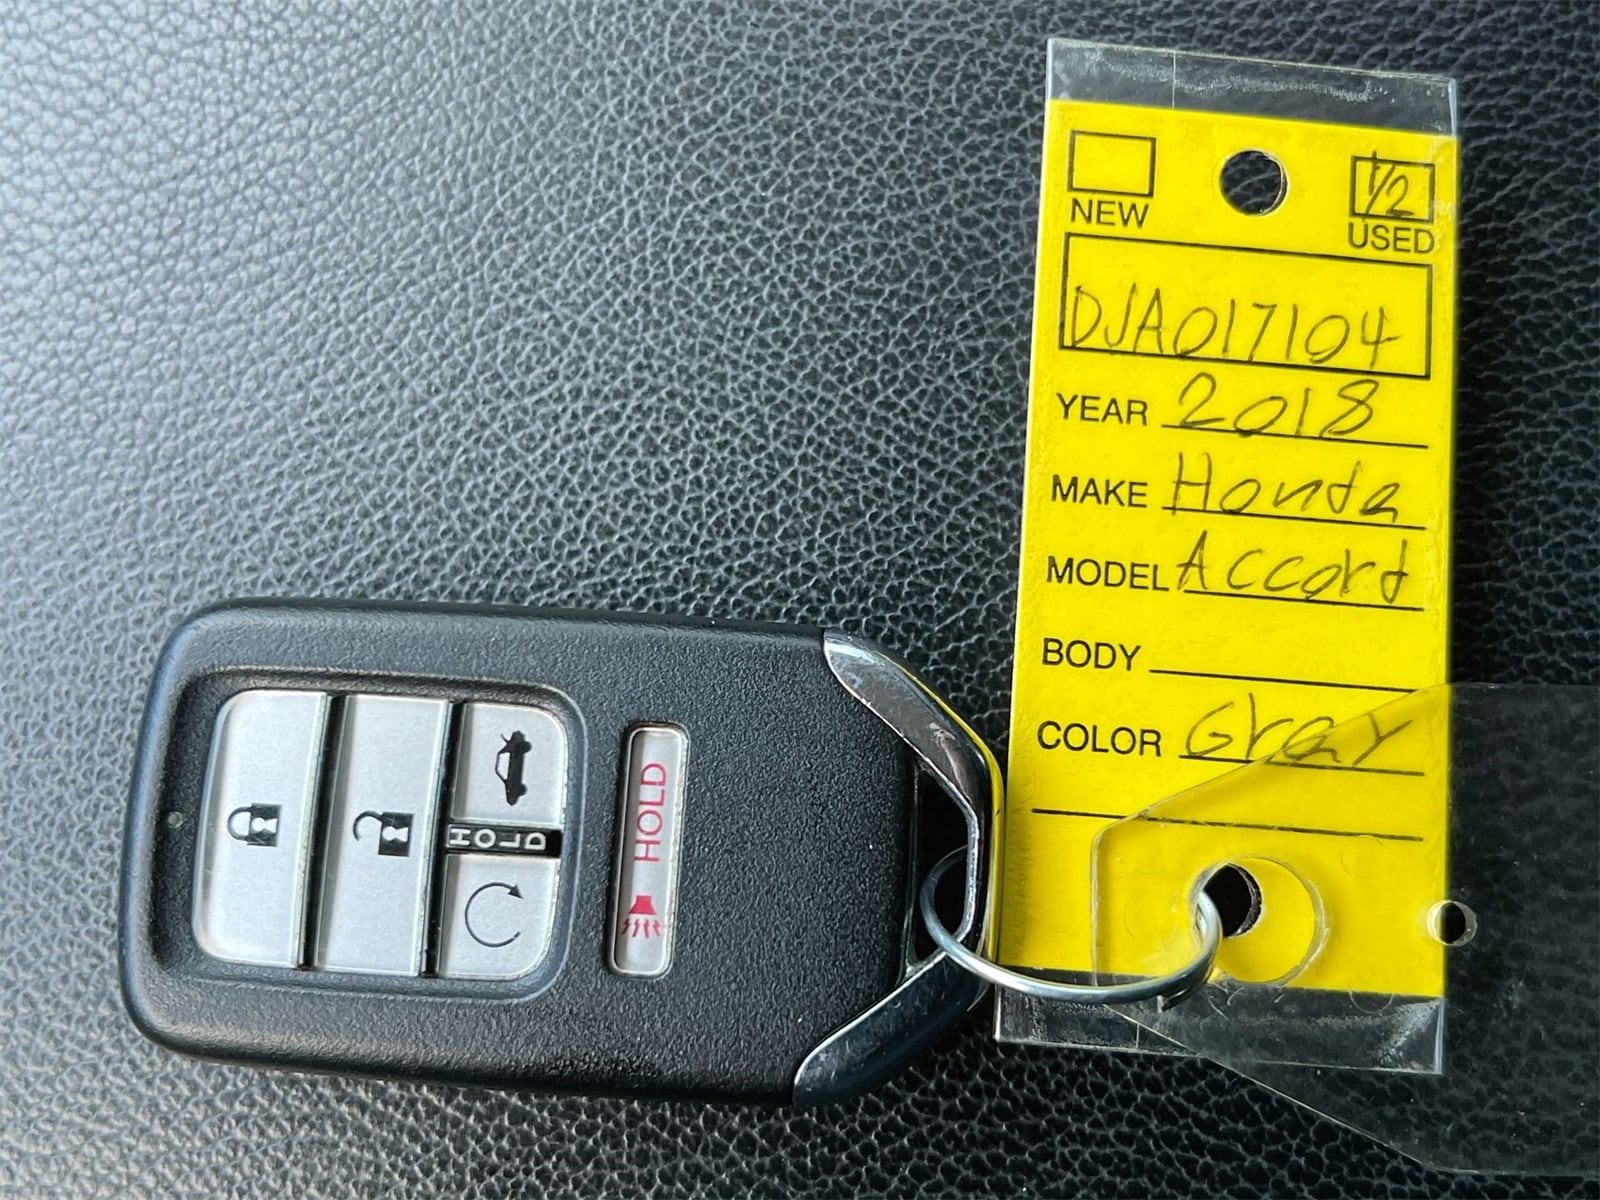 1/2
NEW USED
DJA017104
YEAR 2018
MAKE Honda
MODEL Accord
BODY
COLOR Gray
HOLD
HOLD